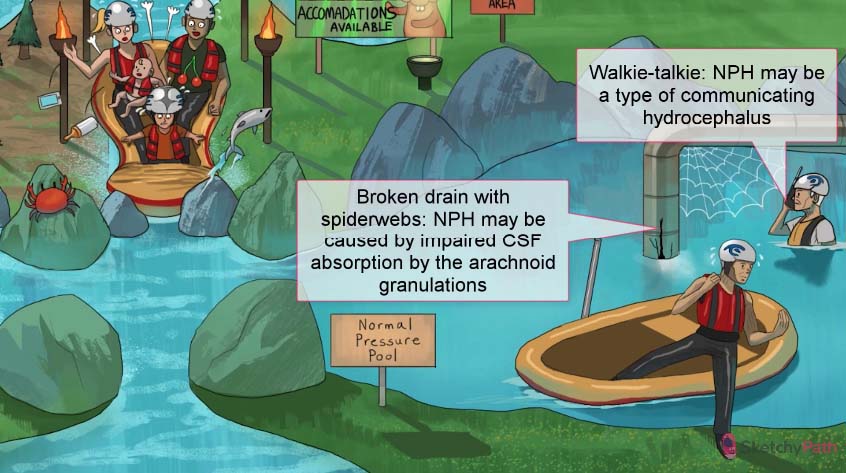 ACCOMADATIONS
AVAILABLE
AREA
Walkie-talkie: NPH may be
a type of communicating
hydrocephalus
Broken drain with
spiderwebs: NPH may be
caused by impaired CSF
absorption by the arachnoid
granulations
Normal
Pressure
Pool
SketchyPath